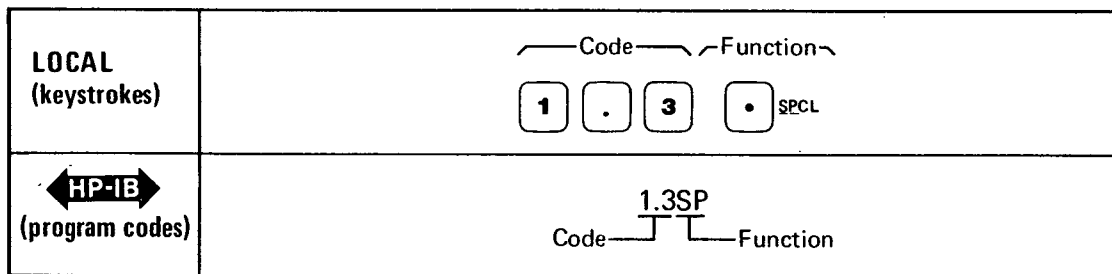 LOCAL
(keystrokes)
Code Function
1 . 3 • SPCL
HP-IB
(program codes)
1.3SP
Code Function